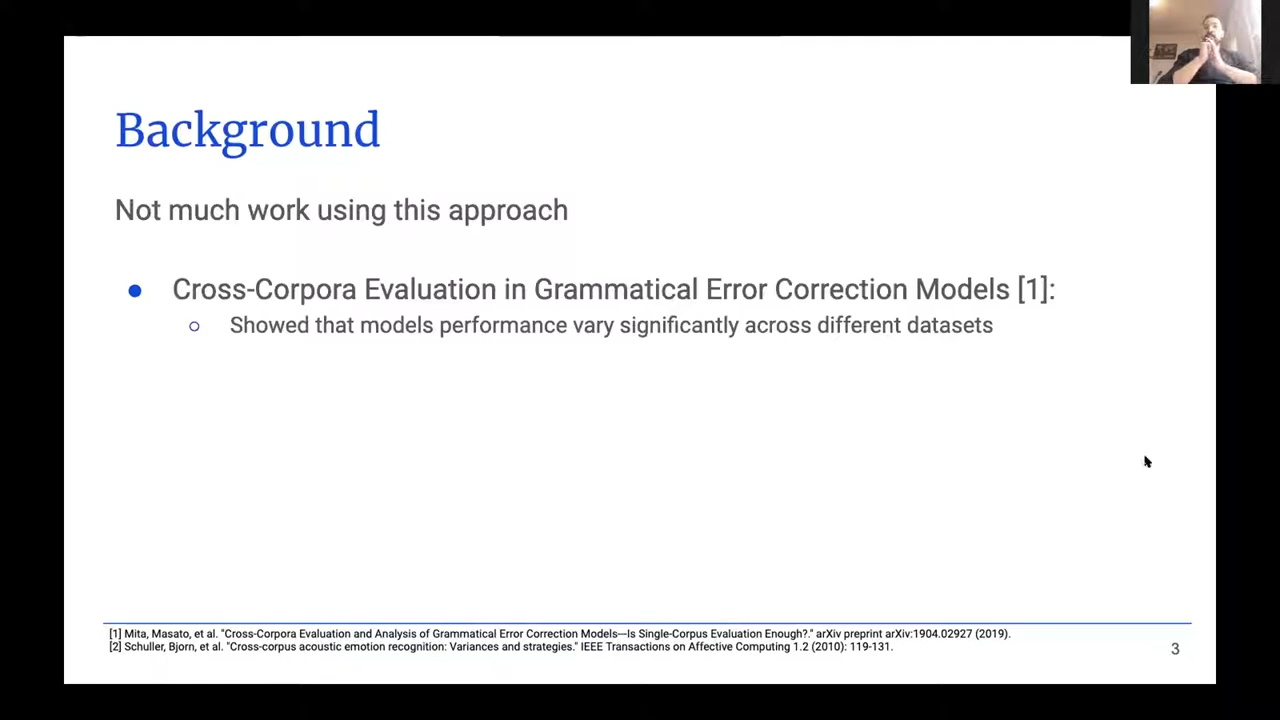 Background
Not much work using this approach
● Cross-Corpora Evaluation in Grammatical Error Correction Models [1]:
○ Showed that models performance vary significantly across different datasets
[1] Mita, Masato, et al. "Cross-Corpora Evaluation and Analysis of Grammatical Error Correction Models—Is Single-Corpus Evaluation Enough?." arXiv preprint arXiv:1904.02927 (2019).
[2] Schuller, Bjorn, et al. "Cross-corpus acoustic emotion recognition: Variances and strategies." IEEE Transactions on Affective Computing 1.2 (2010): 119-131.
3